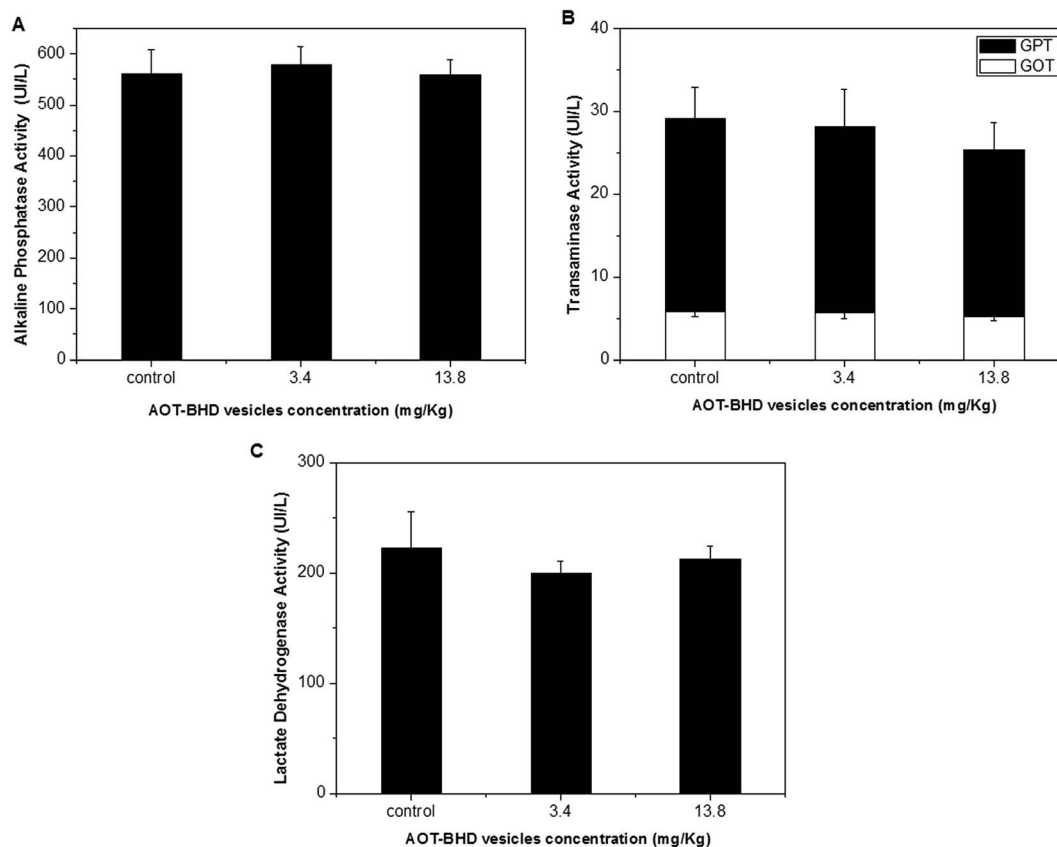 A
Alkaline Phosphatase Activity (UI/L)
600
500
400
300
200
100
0
control 3.4 13.8
AOT-BHD vesicles concentration (mg/Kg)
B
Transaminase Activity (UI/L)
40
30
20
10
0
GPT
GOT
control 3.4 13.8
AOT-BHD vesicles concentration (mg/Kg)
C
Lactate Dehydrogenase Activity (UI/L)
300
200
100
0
control 3.4 13.8
AOT-BHD vesicles concentration (mg/Kg)